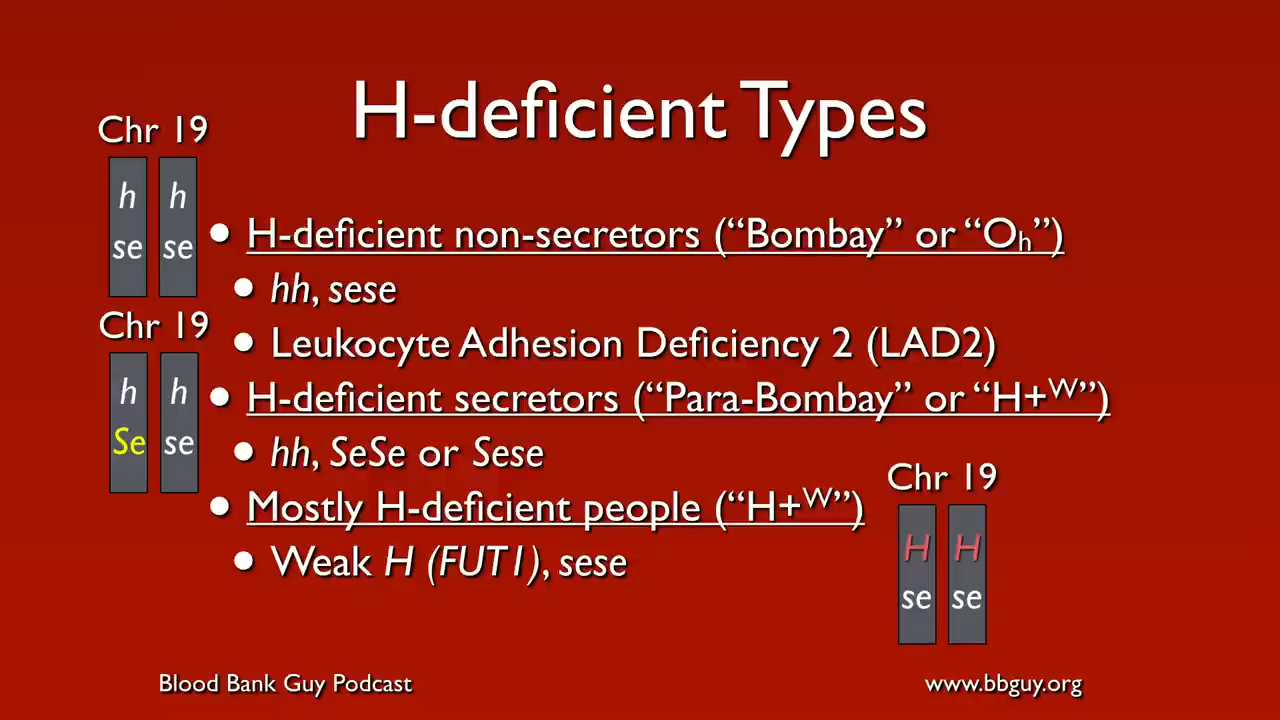 H-deficient Types
Chr 19
h h
se se
• H-deficient non-secretors (“Bombay” or “Oₕ”)
• hh, sese
• Leukocyte Adhesion Deficiency 2 (LAD2)
Chr 19
h h
Se se
• H-deficient secretors (“Para-Bombay” or “H+ᵂ”)
• hh, SeSe or Sese
• Mostly H-deficient people (“H+ᵂ”)
• Weak H (FUT1), sese
Chr 19
H H
se se
Blood Bank Guy Podcast
www.bbguy.org